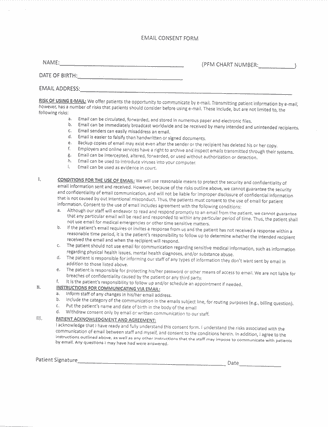 EMAIL CONSENT FORM
NAME: (PFM CHART NUMBER: )
DATE OF BIRTH:
EMAIL ADDRESS:
RISK OF USING E-MAIL: We offer patients the opportunity to communicate by e-mail. Transmitting patient information by e-mail,
however, has a number of risks that patients should consider before using e-mail. These include, but are not limited to, the
following risks:
a. Email can be circulated, forwarded, and stored in numerous paper and electronic files.
b. Email can be immediately broadcast worldwide and be received by many intended and unintended recipients.
c. Email senders can easily misaddress an email.
d. Email is easier to falsify than handwritten or signed documents.
e. Backup copies of email may exist even after the sender or the recipient has deleted his or her copy.
f. Employers and online services have a right to archive and inspect emails transmitted through their systems.
g. Email can be intercepted, altered, forwarded, or used without authorization or detection.
h. Email can be used to introduce viruses into your computer.
i. Email can be used as evidence in court.
I. CONDITIONS FOR THE USE OF EMAIL: We will use reasonable means to protect the security and confidentiality of
email information sent and received. However, because of the risks outline above, we cannot guarantee the security
and confidentiality of email communication, and will not be liable for improper disclosure of confidential information
that is not caused by out intentional misconduct. Thus, the patients must consent to the use of email for patient
information. Consent to the use of email includes agreement with the following conditions:
a. Although our staff will endeavor to read and respond promptly to an email from the patient, we cannot guarantee
that any particular email will be read and responded to within any particular period of time. Thus, the patient shall
not use email for medical emergencies or other time sensitive matters.
b. If the patient's email requires or invites a response from us and the patient has not received a response within a
reasonable time period, it is the patient's responsibility to follow up to determine whether the intended recipient
received the email and when the recipient will respond.
c. The patient should not use email for communication regarding sensitive medical information, such as information
regarding physical health issues, mental health diagnoses, and/or substance abuse.
d. The patient is responsible for informing our staff of any types of information they don't want sent by email in
addition to those listed above.
e. The patient is responsible for protecting his/her password or other means of access to email. We are not liable for
breaches of confidentiality caused by the patient or any third party.
f. It is the patient's responsibility to follow up and/or schedule an appointment if needed.
II. INSTRUCTIONS FOR COMMUNICATING VIA EMAIL:
a. Inform staff of any changes in his/her email address.
b. Include the category of the communication in the emails subject line, for routing purposes (e.g., billing question).
c. Put the patient's name and date of birth in the body of the email.
d. Withdraw consent only by email or written communication to our staff.
III. PATIENT ACKNOWLEDGMENT AND AGREEMENT:
I acknowledge that I have ready and fully understand this consent form. I understand the risks associated with the
communication of email between staff and myself, and consent to the conditions herein. In addition, I agree to the
instructions outlined above, as well as any other instructions that the staff may impose to communicate with patients
by email. Any questions I may have had were answered.
Patient Signature Date